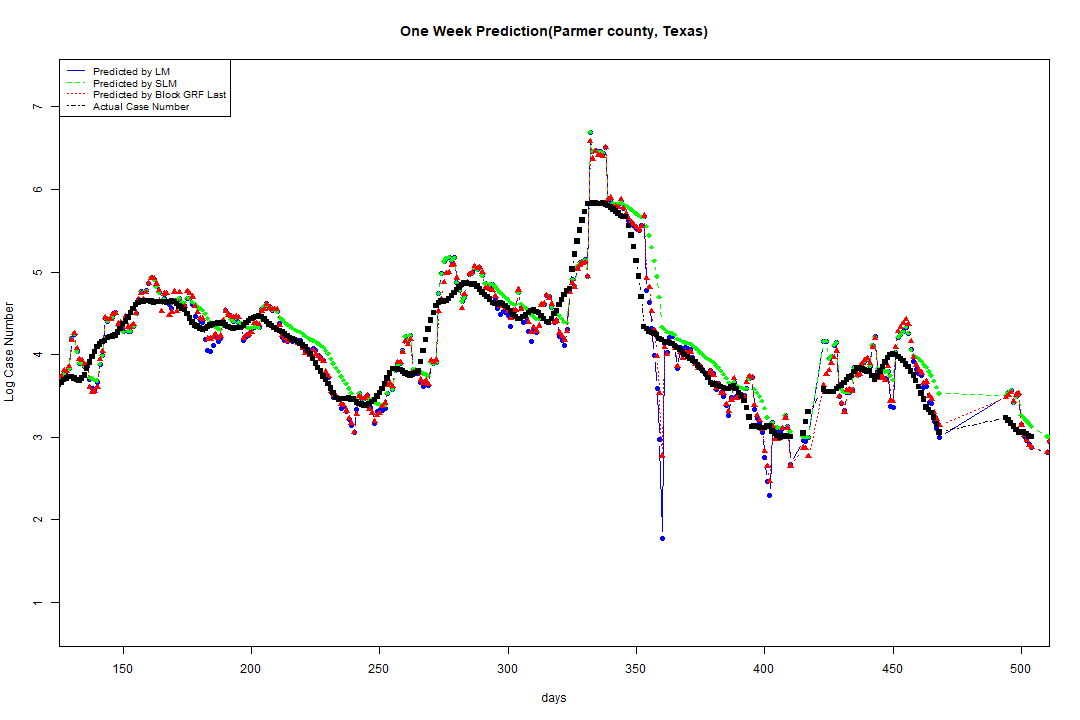 One Week Prediction(Parmer county, Texas)
Predicted by LM
Predicted by SLM
Predicted by Block GRF Last
Actual Case Number
7
6
5
4
3
2
1
Log Case Number
150 200 250 300 350 400 450 500
days